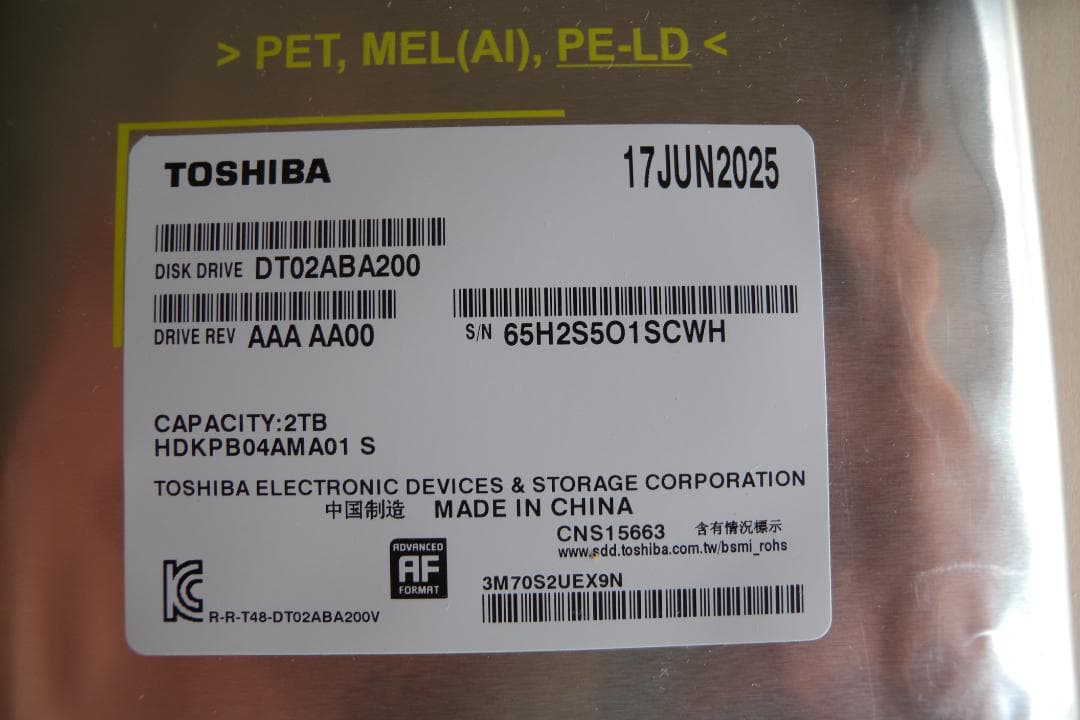 > PET, MEL(Al), PE-LD <
TOSHIBA
17JUN2025
DISK DRIVE DT02ABA200
DRIVE REV AAA AA00
S/N 65H2S5O1SCWH
CAPACITY:2TB
HDKPB04AMA01 S
TOSHIBA ELECTRONIC DEVICES & STORAGE CORPORATION
中国制造 MADE IN CHINA
CNS15663 含有情況標示
www.sdd.toshiba.com.tw/bsmi_rohs
ADVANCED
AF
FORMAT
3M70S2UEX9N
R-R-T48-DT02ABA200V